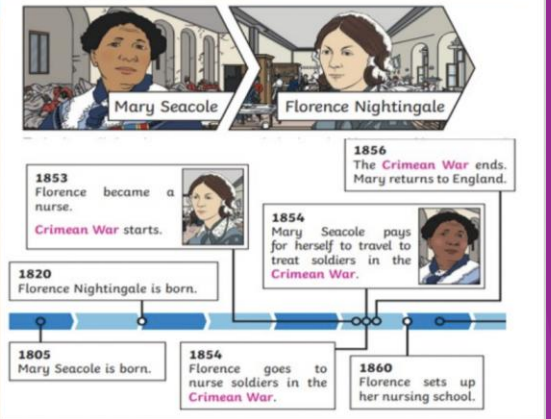 Mary Seacole
Florence Nightingale
1856
The Crimean War ends.
Mary returns to England.
1853
Florence became a
nurse.
Crimean War starts.
1854
Mary Seacole pays
for herself to travel to
treat soldiers in the
Crimean War.
1820
Florence Nightingale is born.
1805
Mary Seacole is born.
1854
Florence goes to
nurse soldiers in the
Crimean War.
1860
Florence sets up
her nursing school.